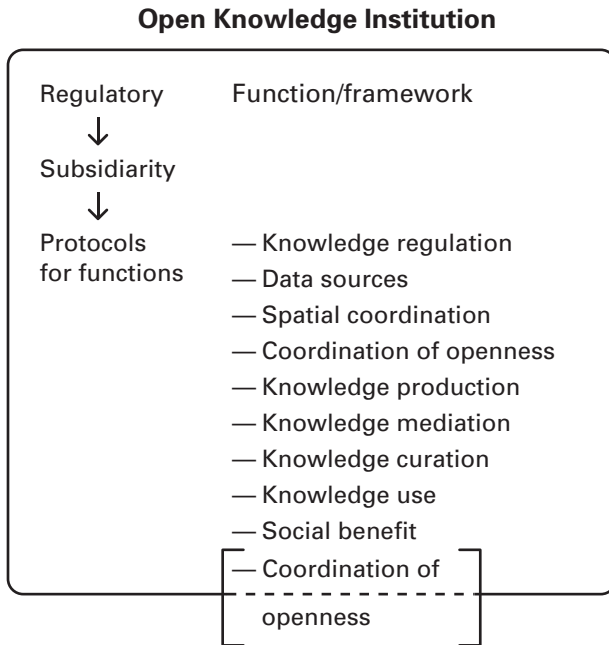 Open Knowledge Institution
Regulatory Function/framework
Subsidiarity
Protocols
for functions
— Knowledge regulation
— Data sources
— Spatial coordination
— Coordination of openness
— Knowledge production
— Knowledge mediation
— Knowledge curation
— Knowledge use
— Social benefit
— Coordination of
openness